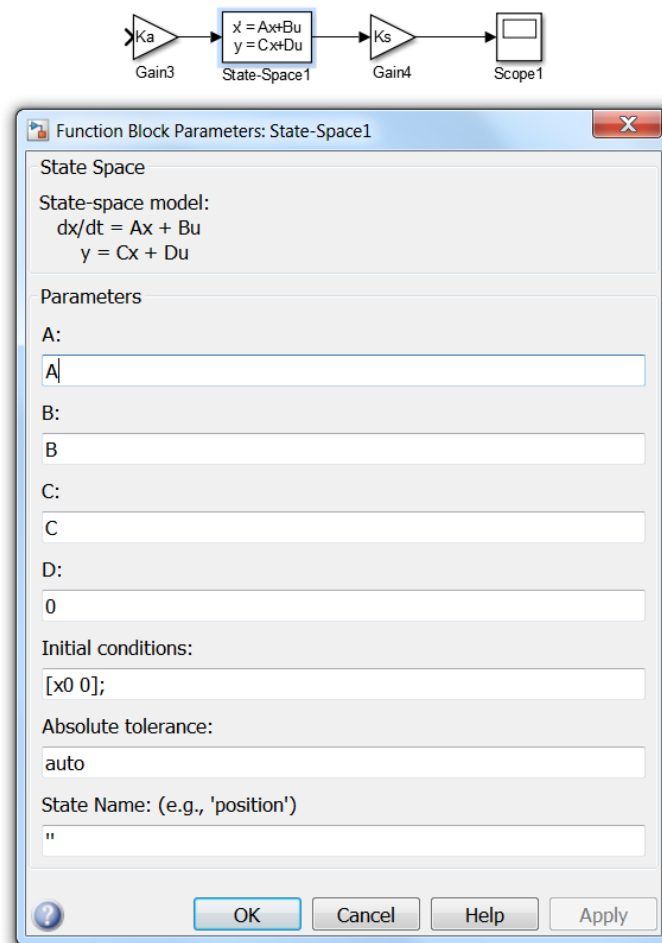 Ka
x' = Ax+Bu
y = Cx+Du
Ks
Gain3
State-Space1
Gain4
Scope1
Function Block Parameters: State-Space1
State Space
State-space model:
dx/dt = Ax + Bu
y = Cx + Du
Parameters
A:
A
B:
B
C:
C
D:
0
Initial conditions:
[x0 0];
Absolute tolerance:
auto
State Name: (e.g., 'position')
''
OK
Cancel
Help
Apply